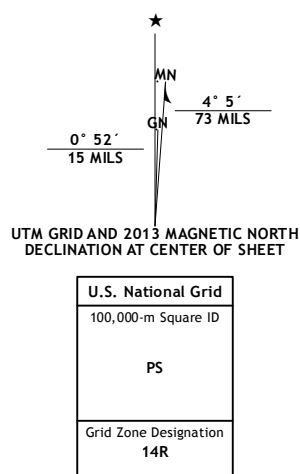 ★
MN
GN
4° 5´
73 MILS
0° 52´
15 MILS
UTM GRID AND 2013 MAGNETIC NORTH
DECLINATION AT CENTER OF SHEET
U.S. National Grid
100,000-m Square ID
PS
Grid Zone Designation
14R